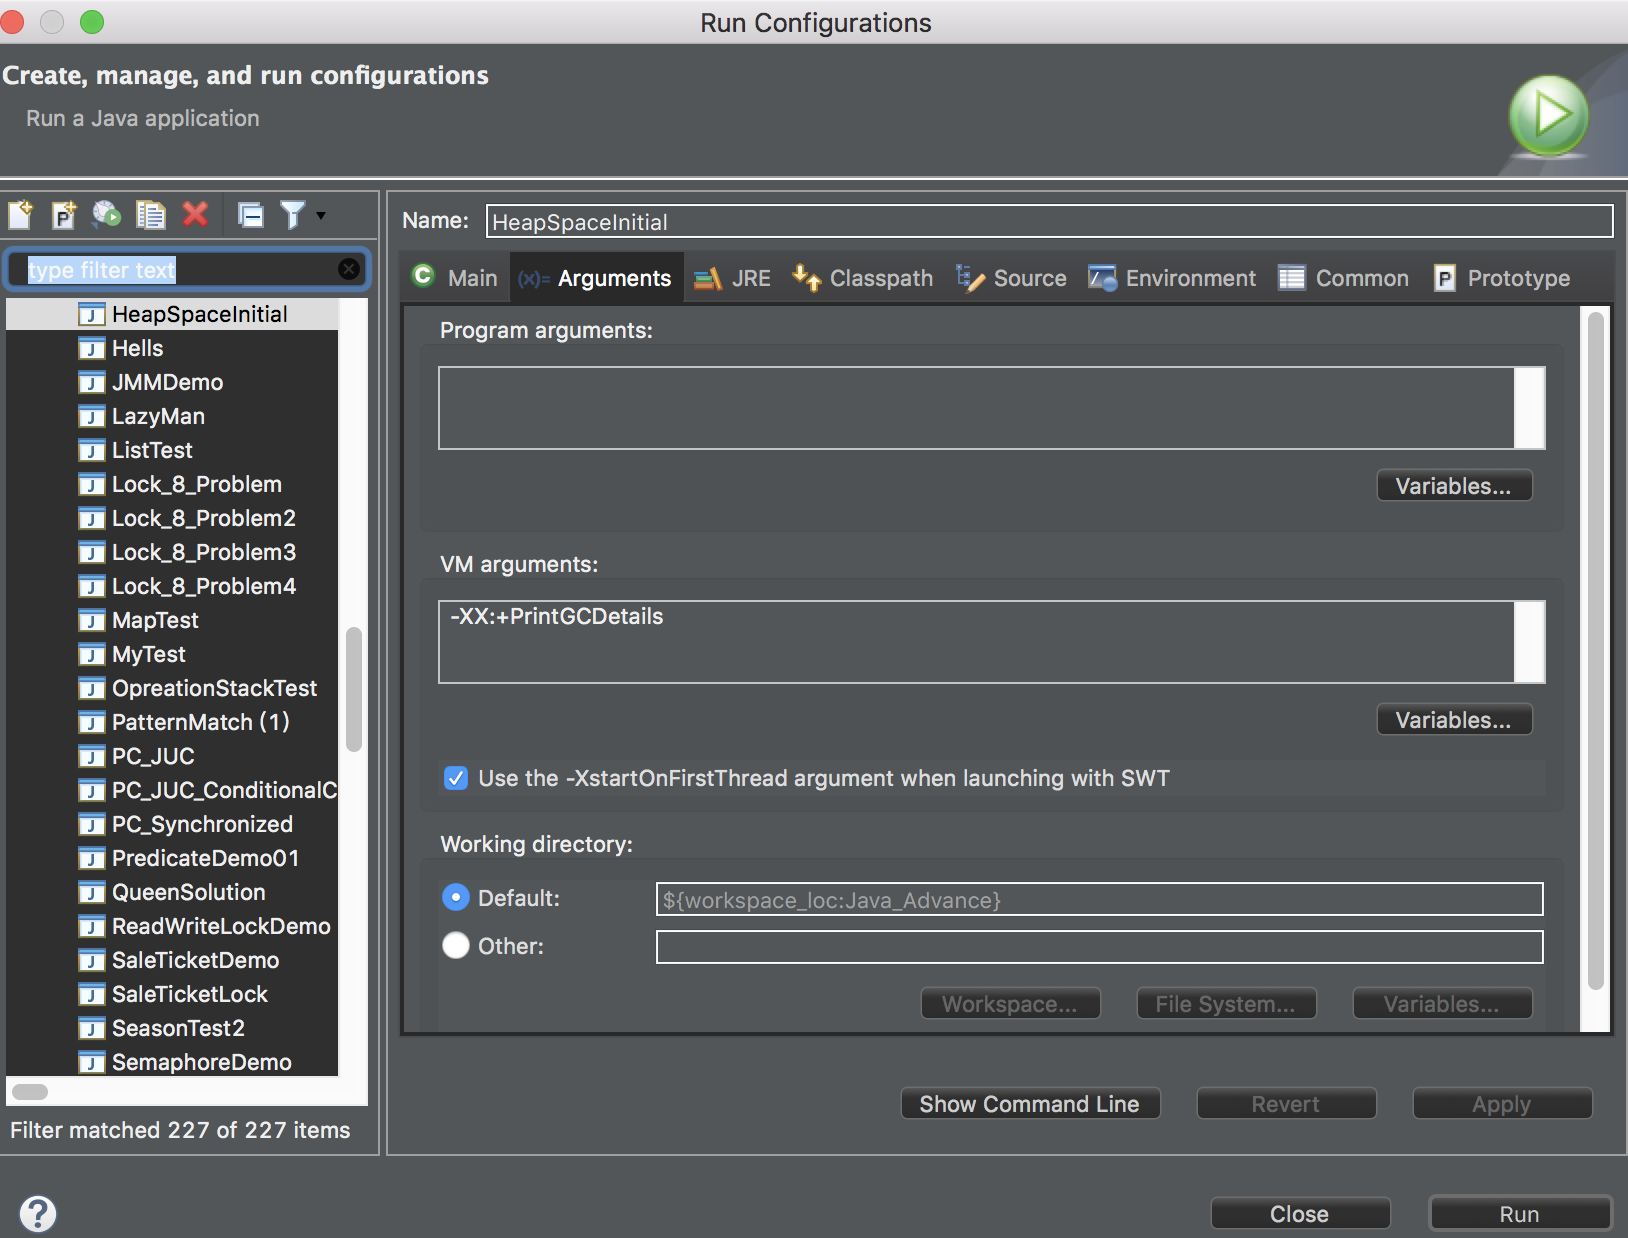 Run Configurations
Create, manage, and run configurations
Run a Java application
type filter text
HeapSpaceInitial
Hells
JMMDemo
LazyMan
ListTest
Lock_8_Problem
Lock_8_Problem2
Lock_8_Problem3
Lock_8_Problem4
MapTest
MyTest
OpreationStackTest
PatternMatch (1)
PC_JUC
PC_JUC_ConditionalC
PC_Synchronized
PredicateDemo01
QueenSolution
ReadWriteLockDemo
SaleTicketDemo
SaleTicketLock
SeasonTest2
SemaphoreDemo
Filter matched 227 of 227 items
Name: HeapSpaceInitial
Main (x)= Arguments JRE Classpath Source Environment Common Prototype
Program arguments:
Variables...
VM arguments:
-XX:+PrintGCDetails
Variables...
Use the -XstartOnFirstThread argument when launching with SWT
Working directory:
Default: ${workspace_loc:Java_Advance}
Other:
Workspace... File System... Variables...
Show Command Line Revert Apply
Close Run